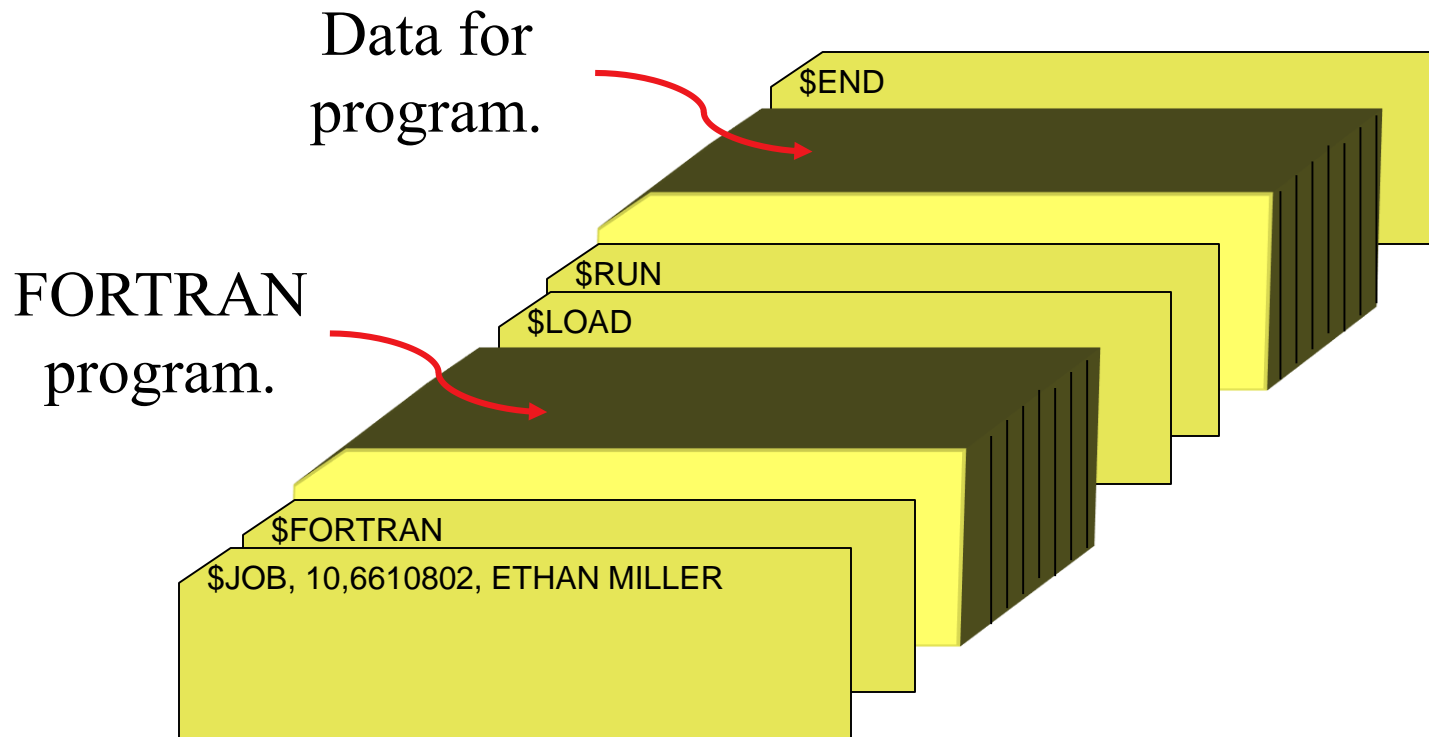 Data for
program.
$END
$RUN
FORTRAN
program.
$LOAD
$FORTRAN
$JOB, 10,6610802, ETHAN MILLER